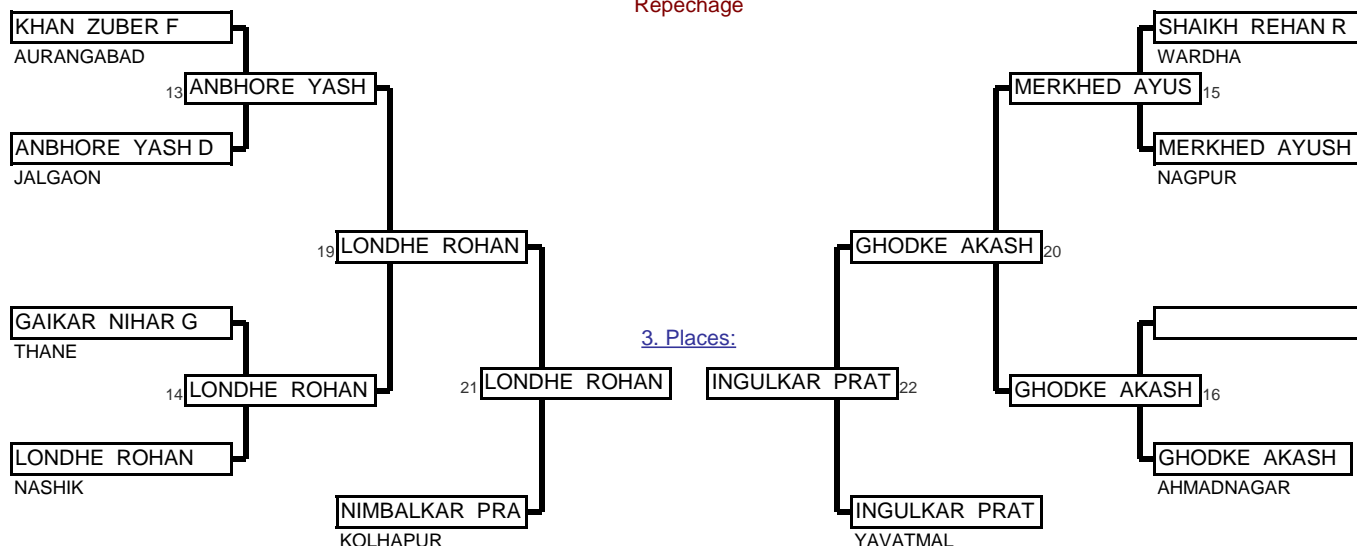 Repechage
KHAN ZUBER F
SHAIKH REHAN R
AURANGABAD
WARDHA
13 ANBHORE YASH
MERKHED AYUS 15
ANBHORE YASH D
MERKHED AYUSH
JALGAON
NAGPUR
19 LONDHE ROHAN
GHODKE AKASH 20
GAIKAR NIHAR G
THANE
3. Places:
14 LONDHE ROHAN
21 LONDHE ROHAN
INGULKAR PRAT 22
GHODKE AKASH 16
LONDHE ROHAN
GHODKE AKASH
NASHIK
AHMADNAGAR
NIMBALKAR PRA
INGULKAR PRAT
KOLHAPUR
YAVATMAL